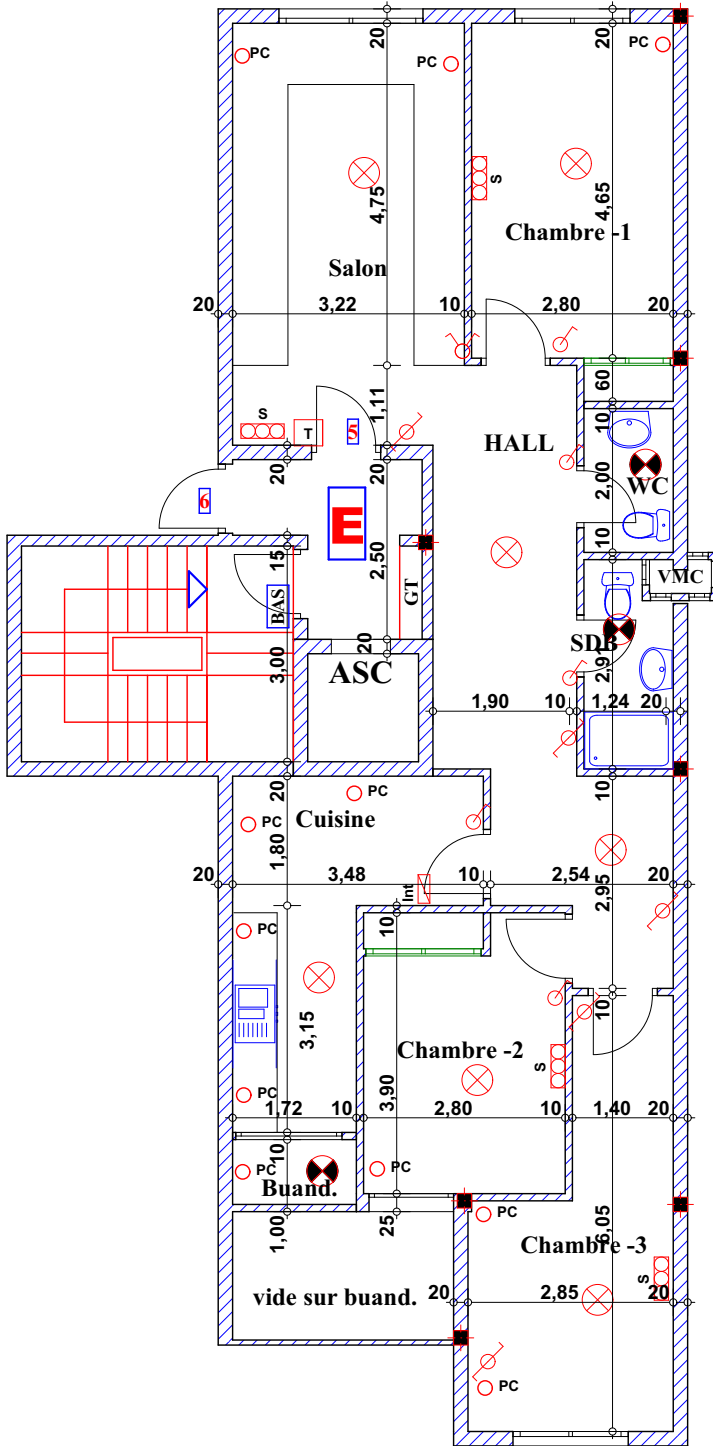 20
20
PC
PC
PC
4,75
4,65
S
Chambre -1
Salon
20
3,22
10
2,80
20
60
1,11
S
T
5
10
HALL
20
20
2,00
WC
6
E
10
15
2,50
GT
VMC
BAS
SDB
20
ASC
3,00
2,97
1,90
10
1,24
20
20
10
PC
PC
Cuisine
1,80
20
3,48
10
2,54
20
Int
2,95
10
PC
10
3,15
Chambre -2
S
PC
3,90
1,72
10
2,80
10
1,40
20
10
PC
PC
Buand.
1,00
25
PC
6,05
Chambre -3
S
vide sur buand.
20
2,85
20
PC